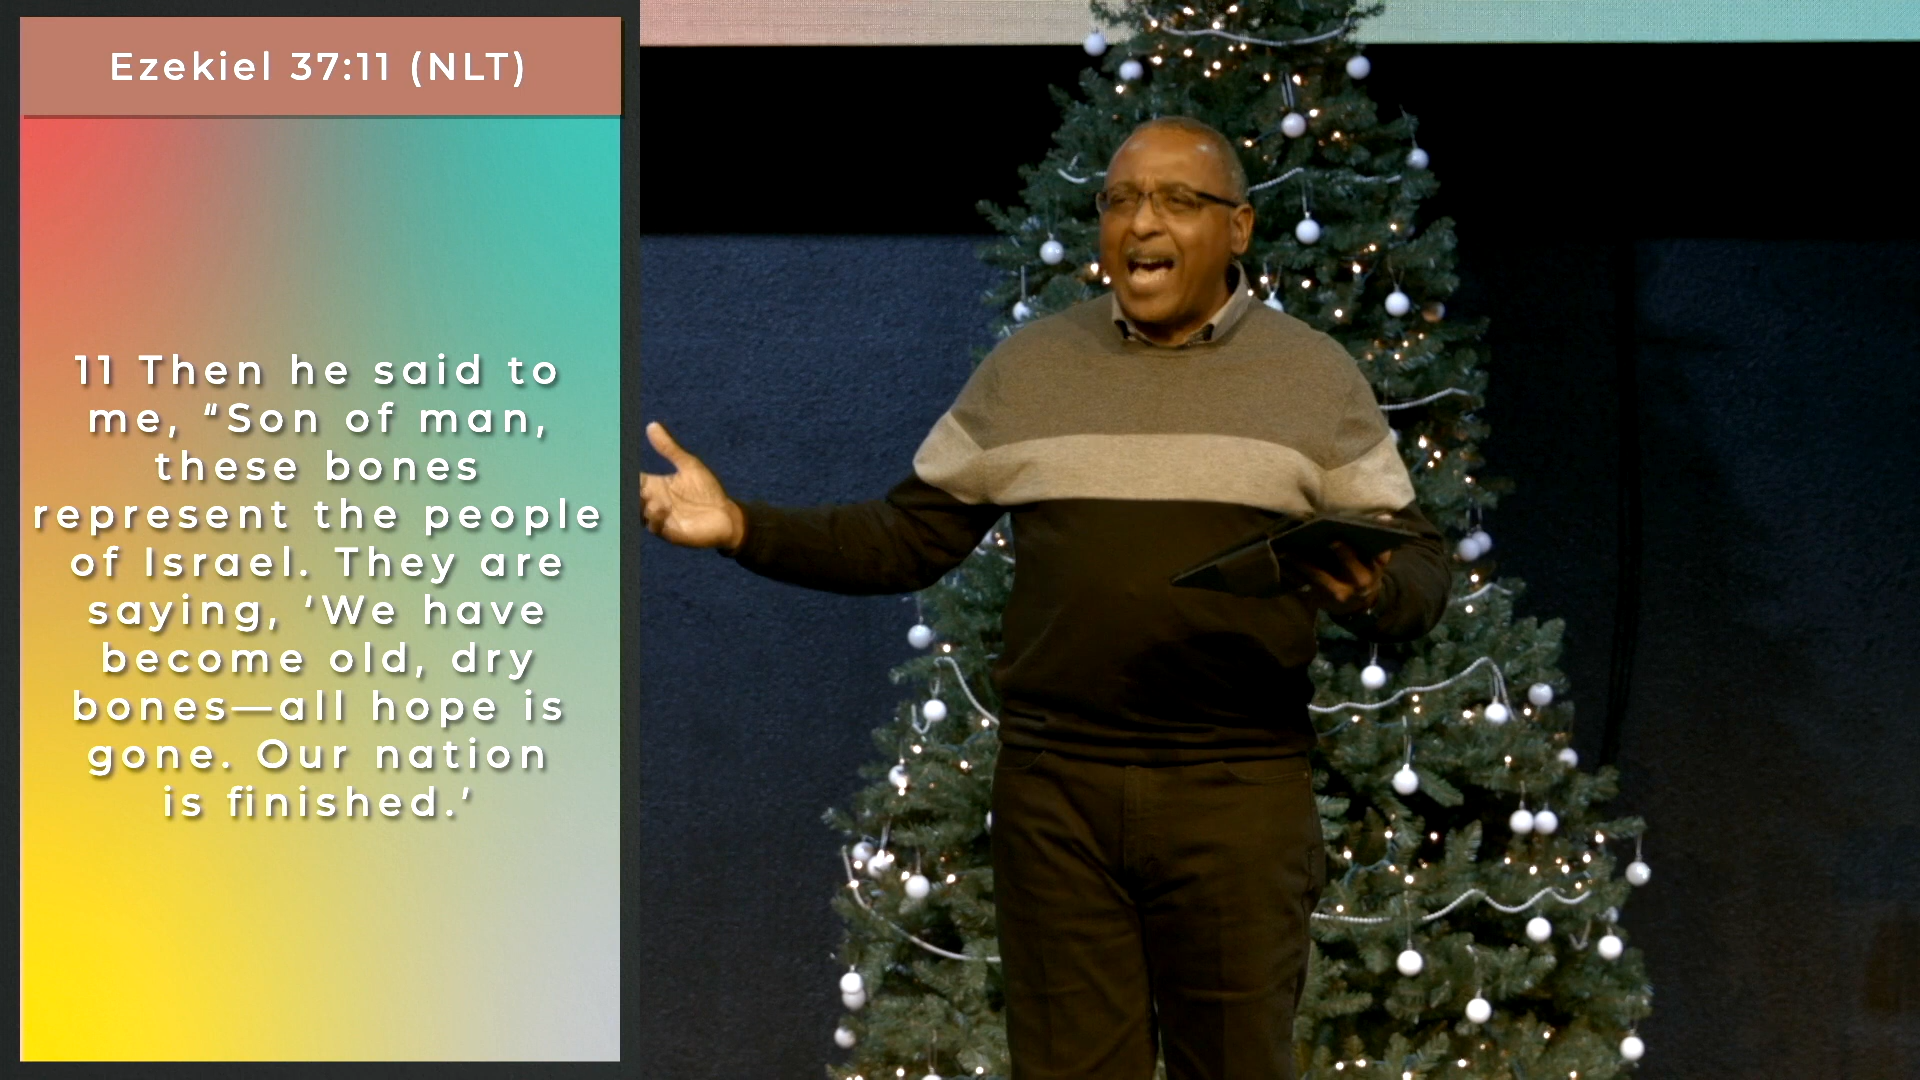 Ezekiel 37:11 (NLT)
11 Then he said to
me, "Son of man,
these bones
represent the people
of Israel. They are
saying, ‘We have
become old, dry
bones—all hope is
gone. Our nation
is finished.’